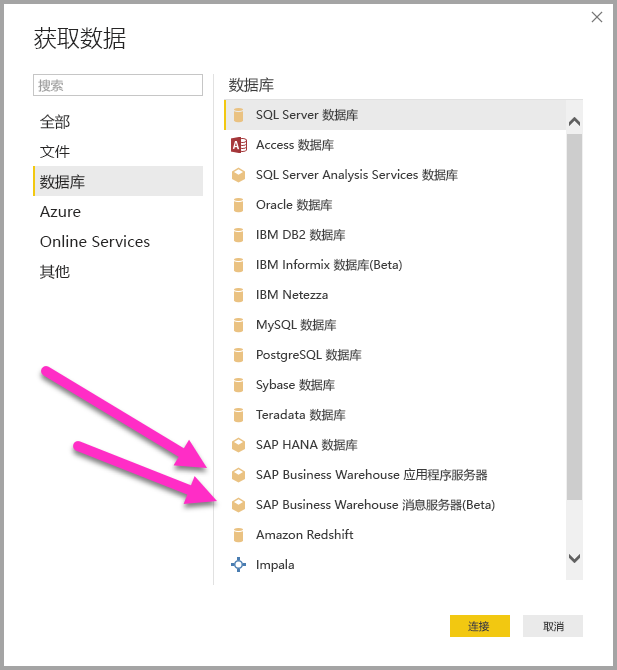 获取数据
搜索
全部
文件
数据库
Azure
Online Services
其他
数据库
SQL Server 数据库
Access 数据库
SQL Server Analysis Services 数据库
Oracle 数据库
IBM DB2 数据库
IBM Informix 数据库(Beta)
IBM Netezza
MySQL 数据库
PostgreSQL 数据库
Sybase 数据库
Teradata 数据库
SAP HANA 数据库
SAP Business Warehouse 应用程序服务器
SAP Business Warehouse 消息服务器(Beta)
Amazon Redshift
Impala
连接
取消